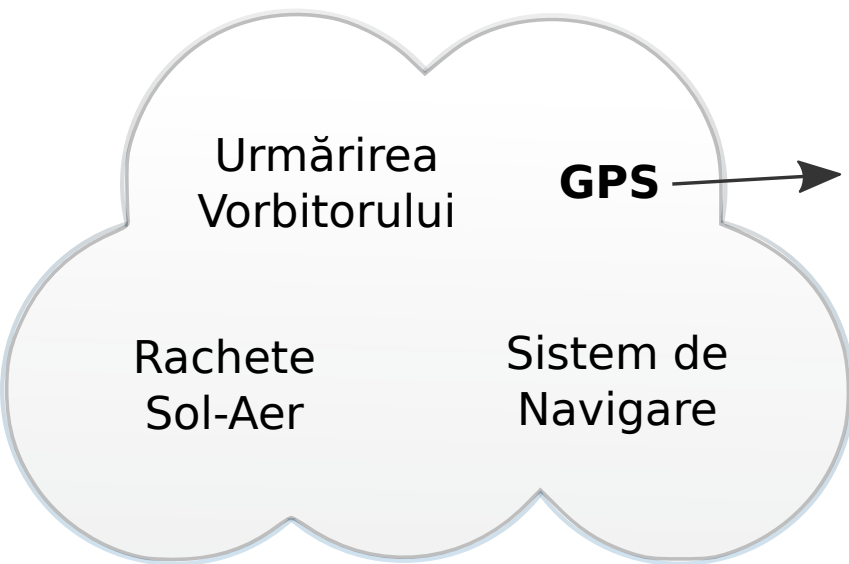 Urmărirea
Vorbitorului
GPS
Rachete
Sol-Aer
Sistem de
Navigare